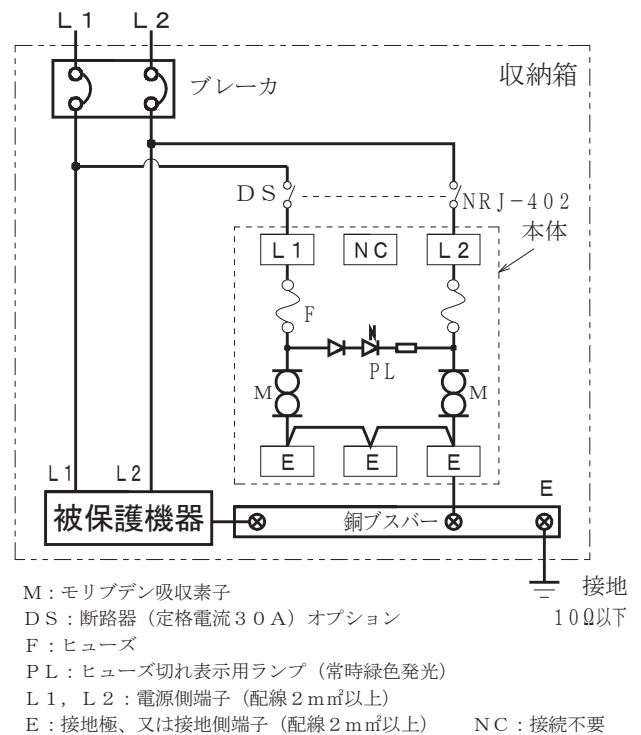 L1 L2
ブレーカ
収納箱
DS
NRJ-402
本体
L1 NC L2
F
PL
M M
E E E
L1 L2
被保護機器
銅ブスバー
E
接地
10Ω以下
M:モリブデン吸収素子
DS:断路器(定格電流30A)オプション
F:ヒューズ
PL:ヒューズ切れ表示用ランプ(常時緑色発光)
L1,L2:電源側端子(配線2m㎡以上)
E:接地極、又は接地側端子(配線2m㎡以上) NC:接続不要